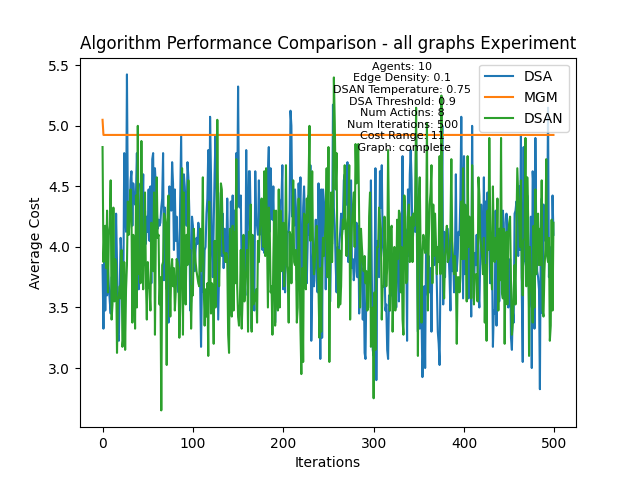 Algorithm Performance Comparison - all graphs Experiment
Agents: 10
Edge Density: 0.1
DSAN Temperature: 0.75
DSA Threshold: 0.9
Num Actions: 8
Num Iterations: 500
Cost Range: 11
Graph: complete
DSA
MGM
DSAN
5.5
5.0
4.5
4.0
3.5
3.0
Average Cost
0
100
200
300
400
500
Iterations